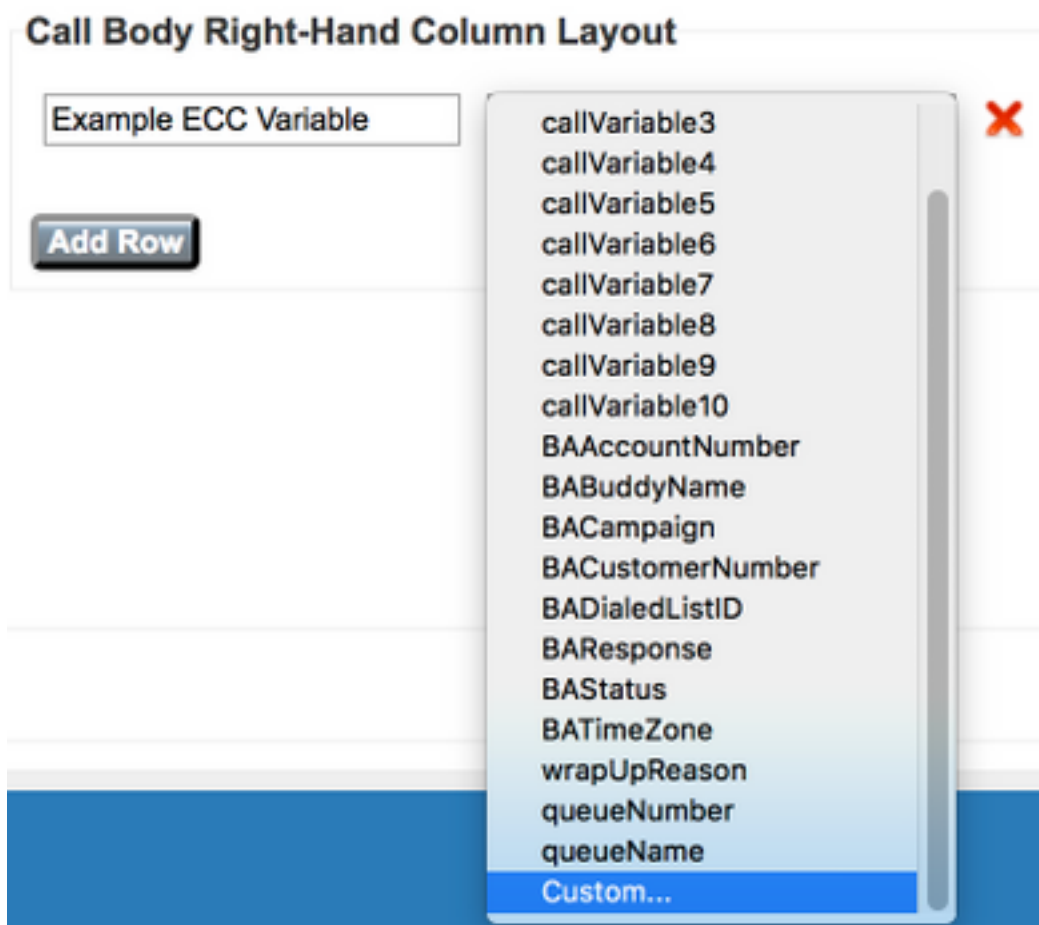 Call Body Right-Hand Column Layout
Example ECC Variable
Add Row
callVariable3
callVariable4
callVariable5
callVariable6
callVariable7
callVariable8
callVariable9
callVariable10
BAAccountNumber
BABuddyName
BACampaign
BACustomerNumber
BADialedListID
BAResponse
BAStatus
BATimeZone
wrapUpReason
queueNumber
queueName
Custom...